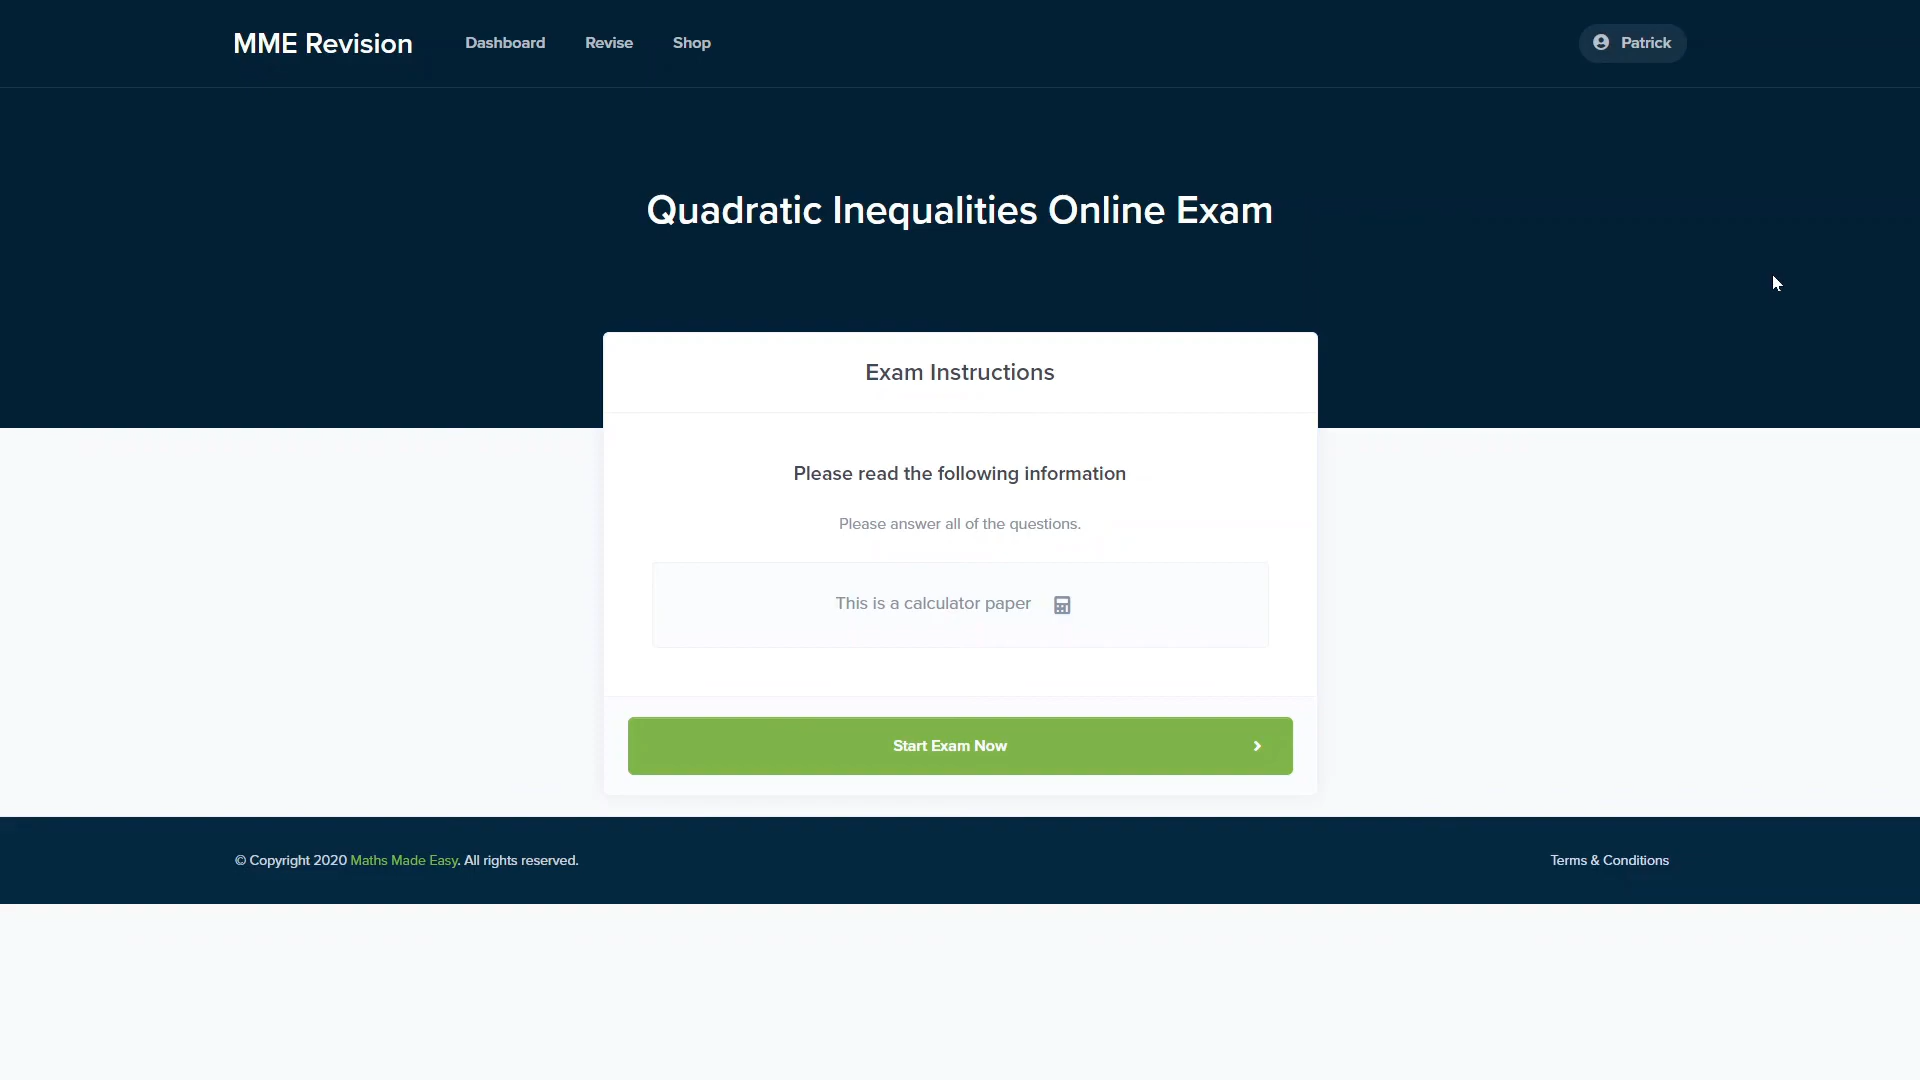 MME Revision
Dashboard
Revise
Shop
Patrick
Quadratic Inequalities Online Exam
Exam Instructions
Please read the following information
Please answer all of the questions.
This is a calculator paper
Start Exam Now
© Copyright 2020 Maths Made Easy. All rights reserved.
Terms & Conditions